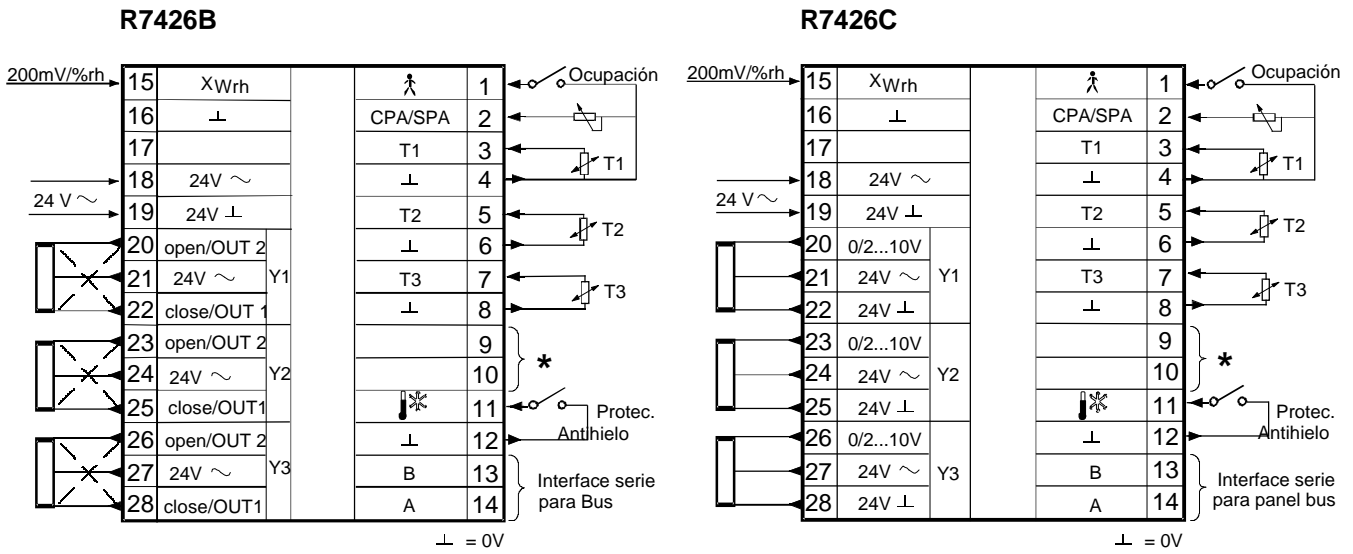 R7426B
200mV/%rh
15 XWrh 1 Ocupación
16 ⊥ CPA/SPA 2
17 T1 3 T1
18 24V ~ ⊥ 4
24 V ~
19 24V ⊥ T2 5 T2
20 open/OUT 2 ⊥ 6
21 24V ~ Y1 T3 7 T3
22 close/OUT 1 ⊥ 8
23 open/OUT 2 9
24 24V ~ Y2 10 *
25 close/OUT1 11 Protec. Antihielo
26 open/OUT 2 ⊥ 12
27 24V ~ Y3 B 13 Interface serie
28 close/OUT1 A 14 para Bus
⊥ = 0V
R7426C
200mV/%rh
15 XWrh 1 Ocupación
16 ⊥ CPA/SPA 2
17 T1 3 T1
18 24V ~ ⊥ 4
24 V ~
19 24V ⊥ T2 5 T2
20 0/2...10V ⊥ 6
21 24V ~ Y1 T3 7 T3
22 24V ⊥ ⊥ 8
23 0/2...10V 9
24 24V ~ Y2 10 *
25 24V ⊥ 11 Protec. Antihielo
26 0/2...10V ⊥ 12
27 24V ~ Y3 B 13 Interface serie
28 24V ⊥ A 14 para panel bus
⊥ = 0V